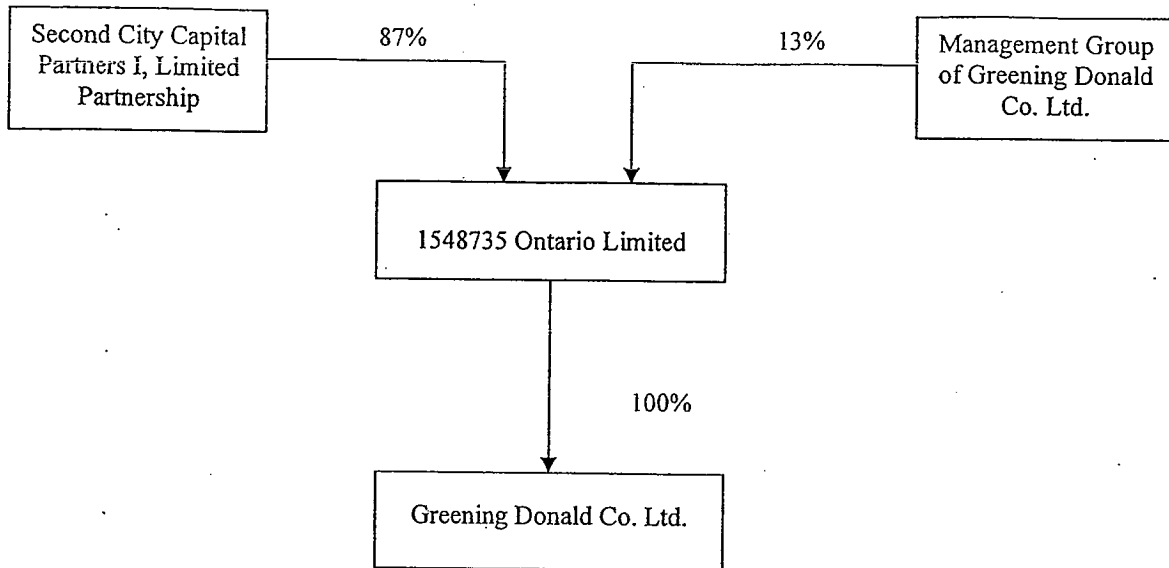 Second City Capital
Partners I, Limited
Partnership
87%
13%
Management Group
of Greening Donald
Co. Ltd.
1548735 Ontario Limited
100%
Greening Donald Co. Ltd.